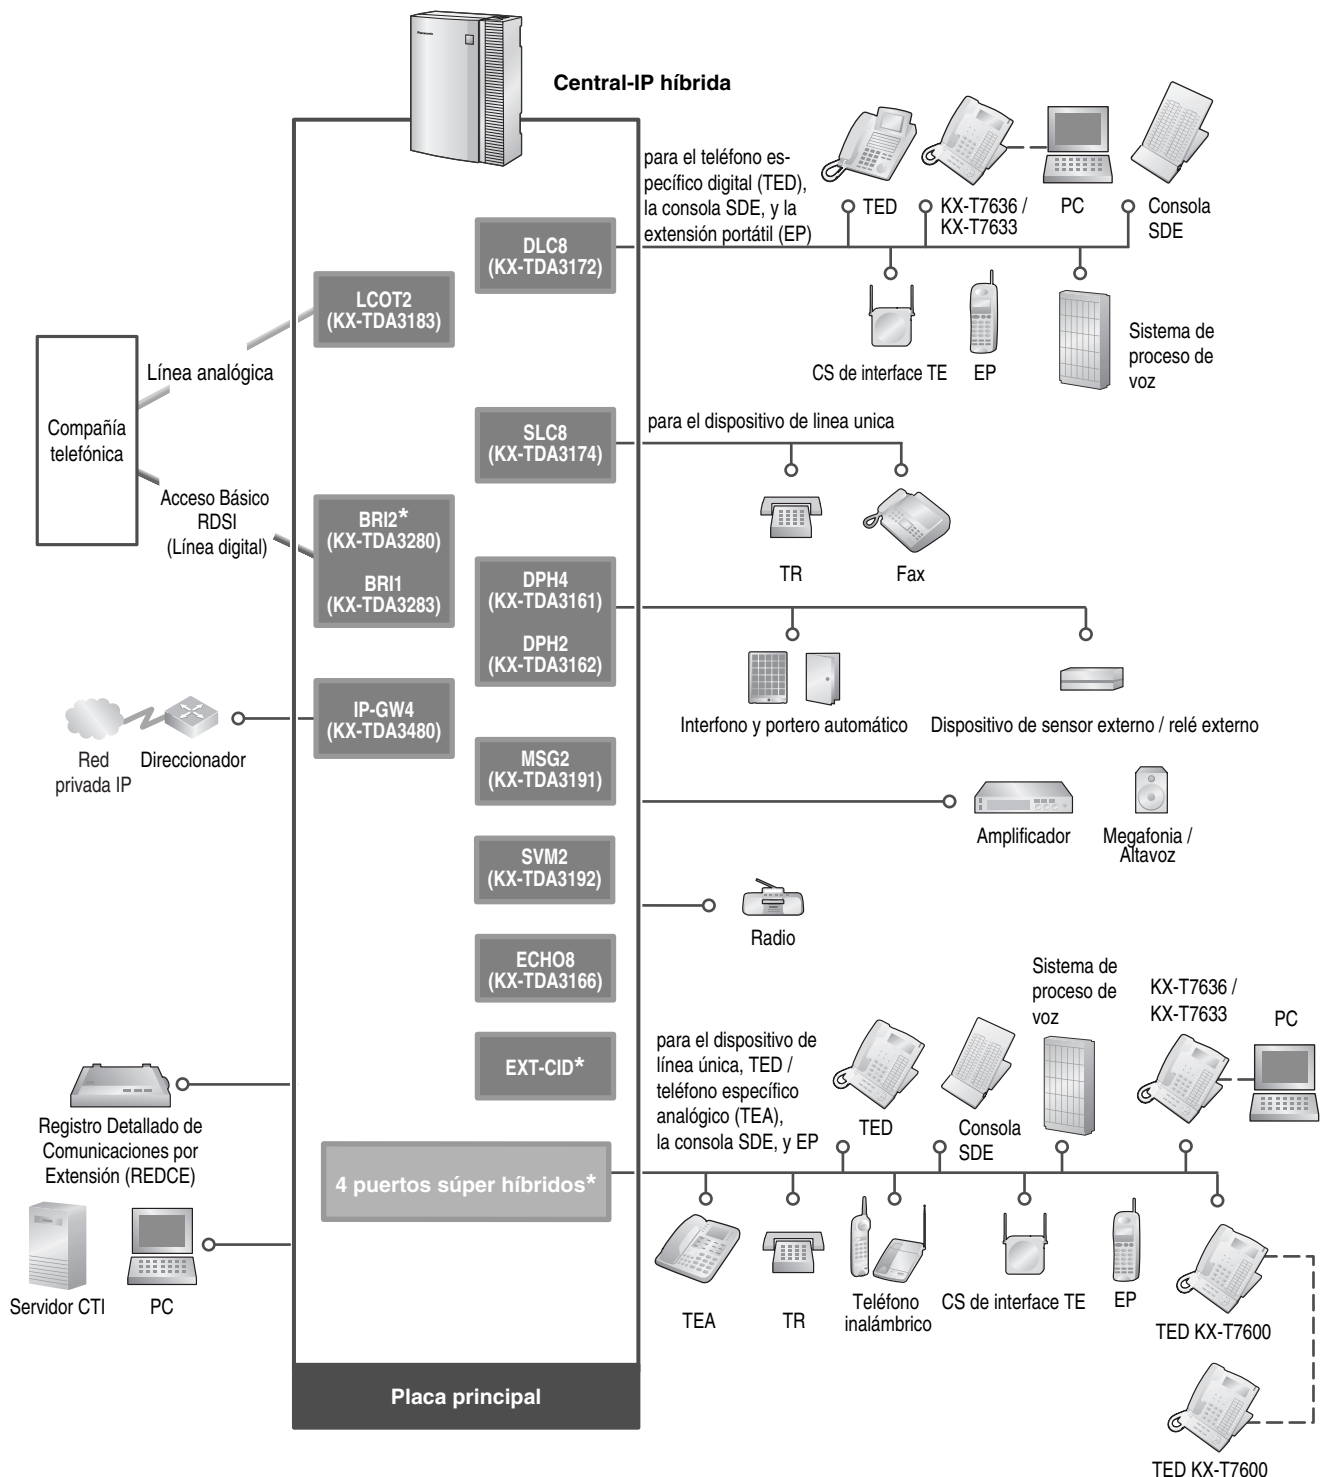 Panasonic
Central-IP híbrida
para el teléfono es-
pecífico digital (TED),
la consola SDE, y la
extensión portátil (EP)
TED
KX-T7636 /
KX-T7633
PC
Consola
SDE
DLC8
(KX-TDA3172)
LCOT2
(KX-TDA3183)
CS de interface TE
EP
Sistema de
proceso de
voz
Línea analógica
Compañía
telefónica
SLC8
(KX-TDA3174)
para el dispositivo de linea unica
TR
Fax
Acceso Básico
RDSI
(Línea digital)
BRI2*
(KX-TDA3280)
BRI1
(KX-TDA3283)
DPH4
(KX-TDA3161)
DPH2
(KX-TDA3162)
Interfono y portero automático
Dispositivo de sensor externo / relé externo
IP-GW4
(KX-TDA3480)
Red
privada IP
Direccionador
MSG2
(KX-TDA3191)
Amplificador
Megafonia /
Altavoz
SVM2
(KX-TDA3192)
Radio
ECHO8
(KX-TDA3166)
EXT-CID*
para el dispositivo de
línea única, TED /
teléfono específico
analógico (TEA),
la consola SDE, y EP
TED
Consola
SDE
Sistema de
proceso de
voz
KX-T7636 /
KX-T7633
PC
Registro Detallado de
Comunicaciones por
Extensión (REDCE)
4 puertos súper híbridos*
Servidor CTI
PC
TEA
TR
Teléfono
inalámbrico
CS de interface TE
EP
TED KX-T7600
Placa principal
TED KX-T7600